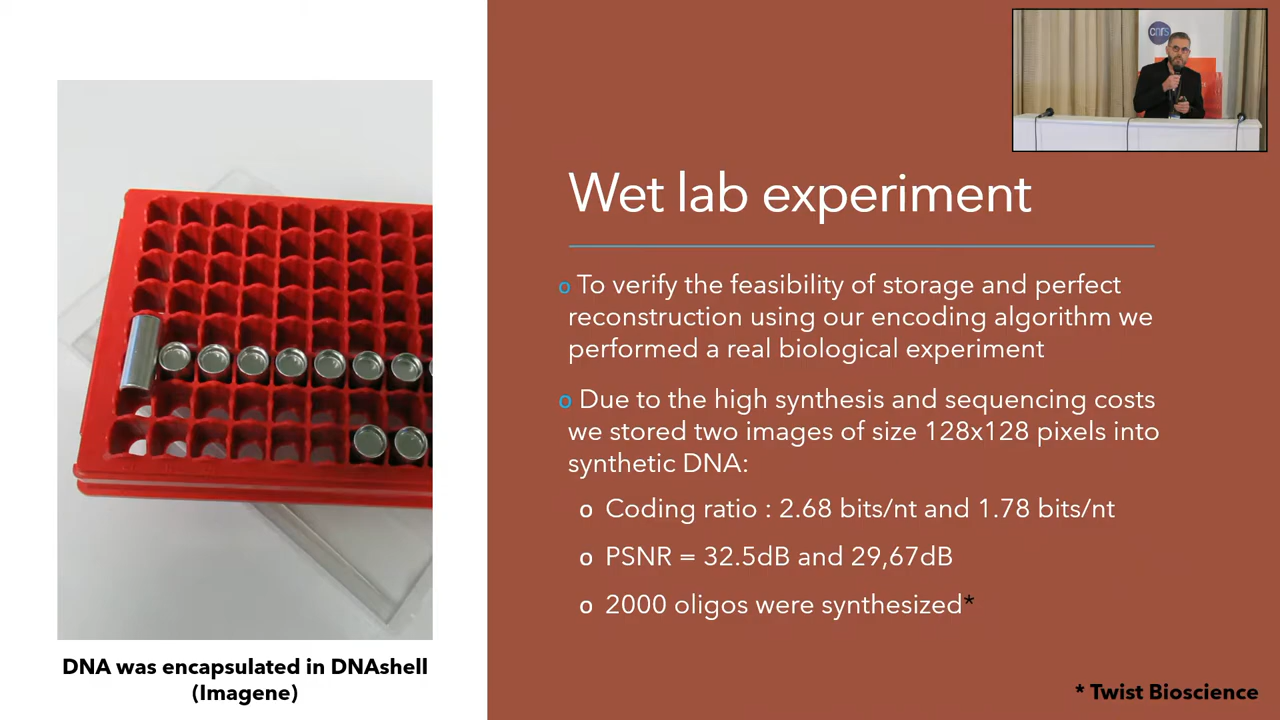 cnrs
Wet lab experiment
o To verify the feasibility of storage and perfect
reconstruction using our encoding algorithm we
performed a real biological experiment
o Due to the high synthesis and sequencing costs
we stored two images of size 128x128 pixels into
synthetic DNA:
o Coding ratio : 2.68 bits/nt and 1.78 bits/nt
o PSNR = 32.5dB and 29,67dB
o 2000 oligos were synthesized*
DNA was encapsulated in DNAshell
(Imagene)
* Twist Bioscience